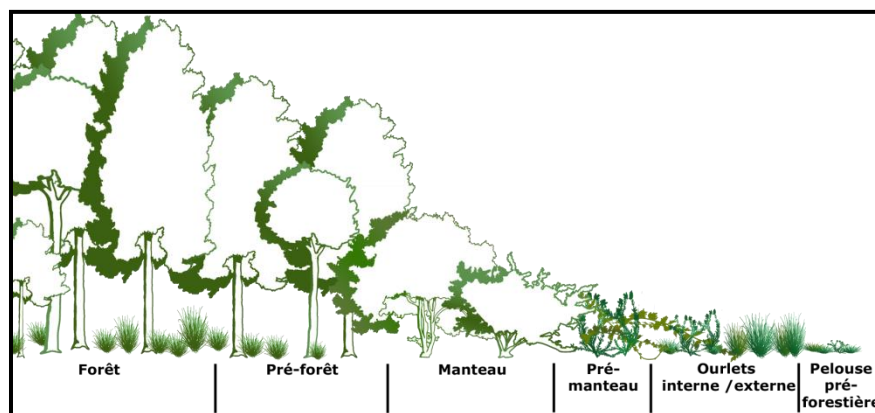 Forêt
Pré-forêt
Manteau
Pré-
manteau
Ourlets
interne /externe
Pelouse
pré-
forestière